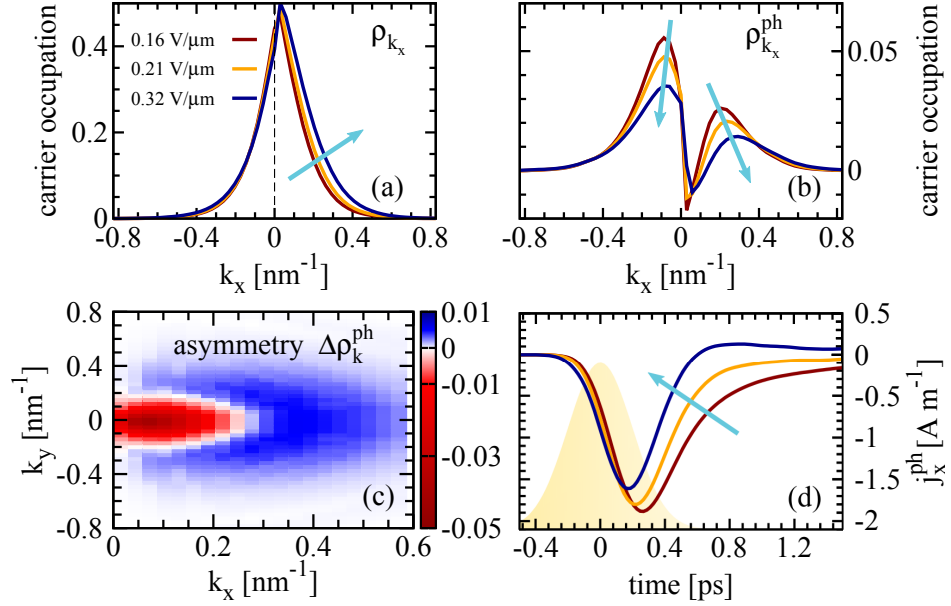 carrier occupation
0.4
0.2
0
0.16 V/μm
0.21 V/μm
0.32 V/μm
ρ_{k_x}
(a)
-0.8 -0.4 0 0.4 0.8
k_x [nm^{-1}]
ρ_{k_x}^{ph}
0.05
0
carrier occupation
(b)
-0.8 -0.4 0 0.4 0.8
k_x [nm^{-1}]
asymmetry Δρ_k^{ph}
k_y [nm^{-1}]
0.8
0.4
0
-0.4
-0.8
(c)
0 0.2 0.4 0.6
k_x [nm^{-1}]
0.01
0
-0.01
-0.03
-0.05
0.5
0
-0.5
-1
-1.5
-2
j_x^{ph} [A m^{-1}]
(d)
-0.4 0 0.4 0.8 1.2
time [ps]